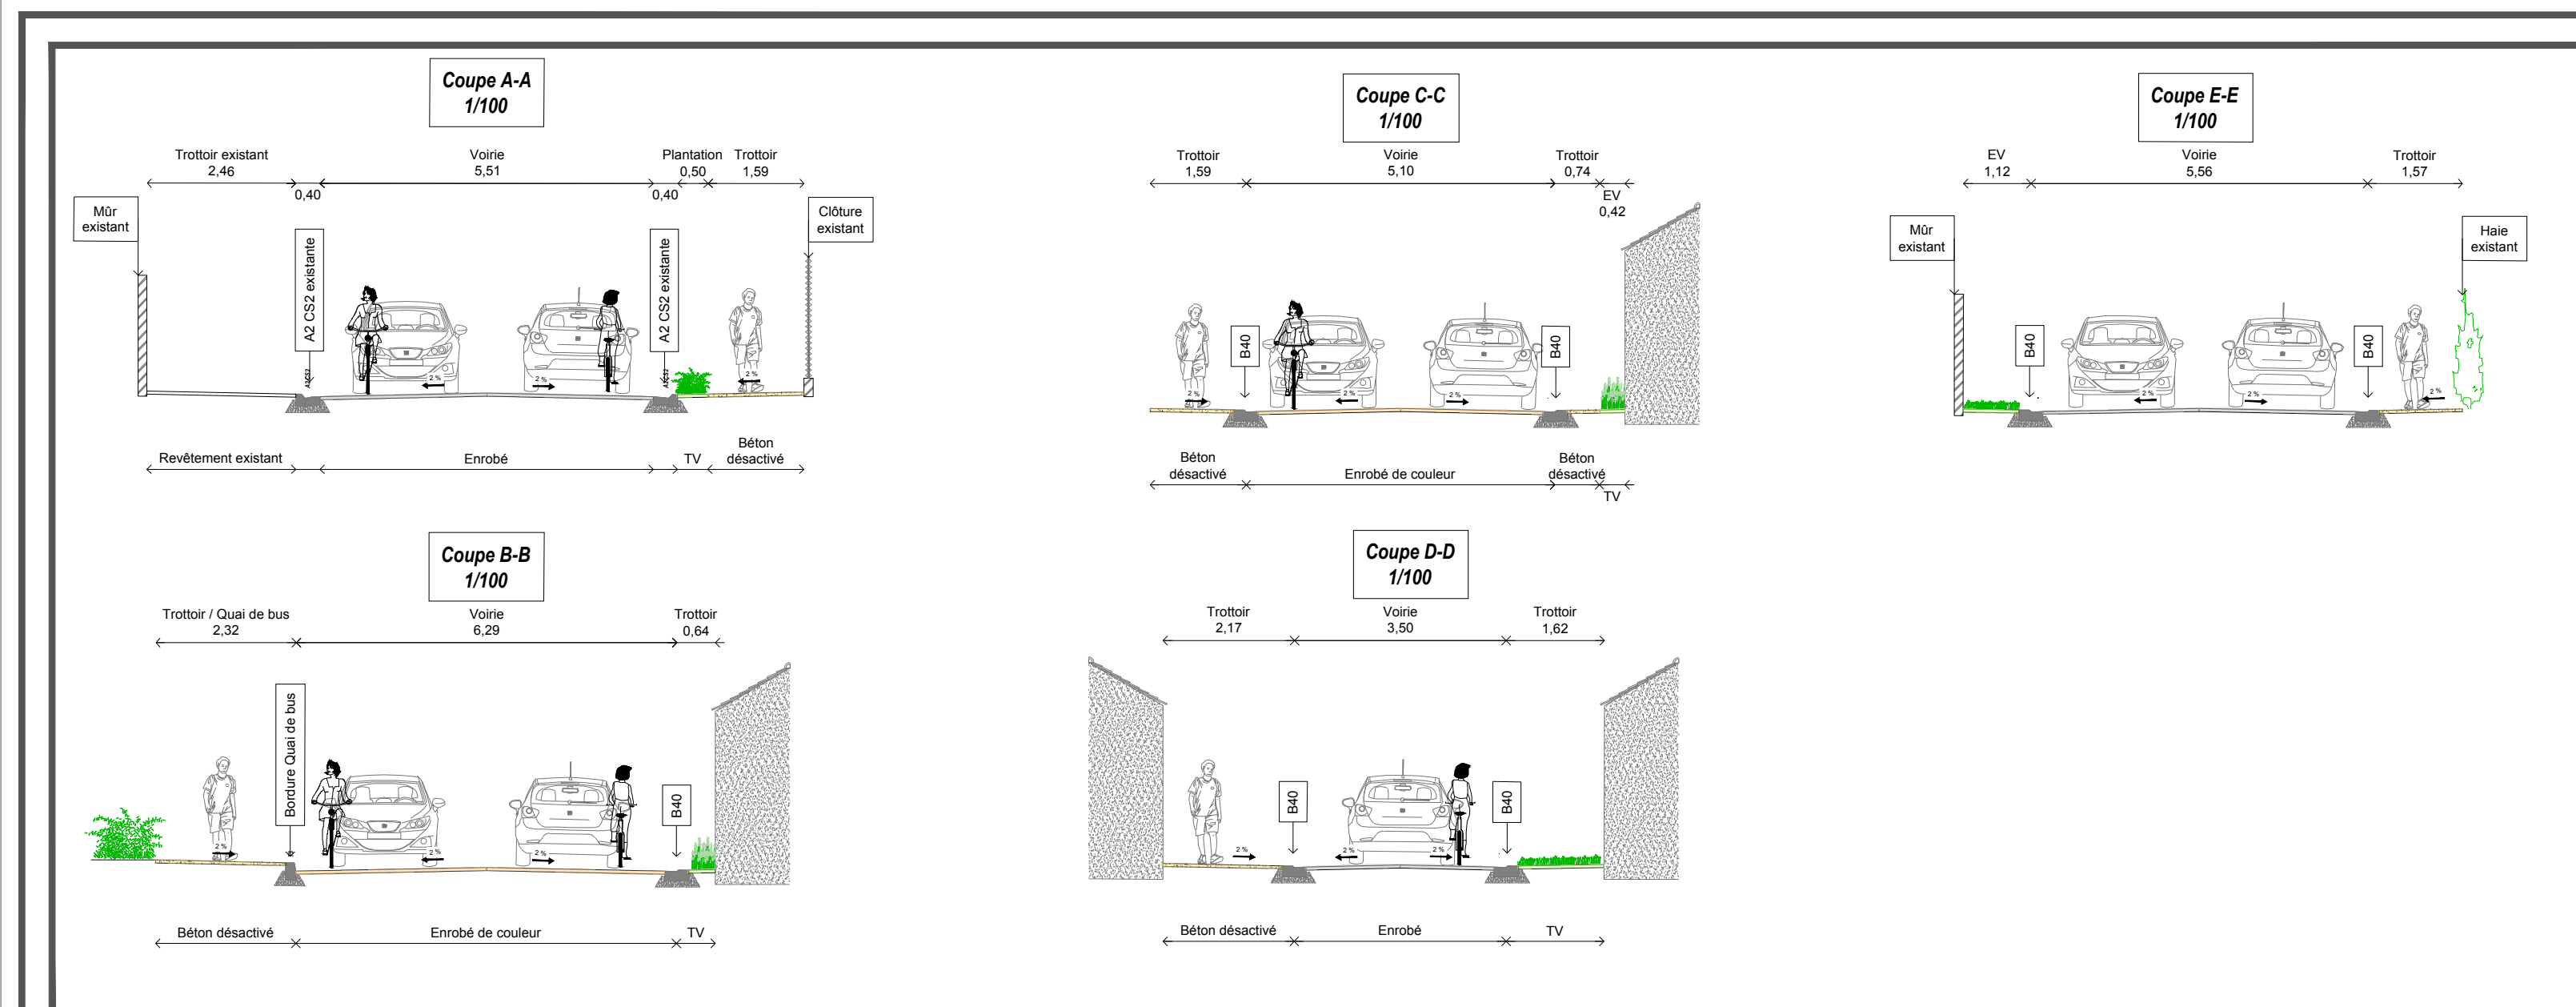 Coupe A-A
1/100
Trottoir existant
2,46
0,40
Voirie
5,51
0,40
Plantation
0,50
Trottoir
1,59
Mûr
existant
Clôture
existant
A2 CS2 existante
A2 CS2 existante
2 %
2 %
2 %
Revêtement existant
Enrobé
TV
Béton
désactivé
Coupe C-C
1/100
Trottoir
1,59
Voirie
5,10
Trottoir
0,74
EV
0,42
B40
B40
2 %
2 %
2 %
Béton
désactivé
Enrobé de couleur
Béton
désactivé
TV
Coupe E-E
1/100
EV
1,12
Voirie
5,56
Trottoir
1,57
Mûr
existant
Haie
existant
B40
B40
2 %
2 %
2 %
Coupe B-B
1/100
Trottoir / Quai de bus
2,32
Voirie
6,29
Trottoir
0,64
Bordure Quai de bus
B40
2 %
2 %
2 %
Béton désactivé
Enrobé de couleur
TV
Coupe D-D
1/100
Trottoir
2,17
Voirie
3,50
Trottoir
1,62
B40
B40
2 %
2 %
2 %
Béton désactivé
Enrobé
TV